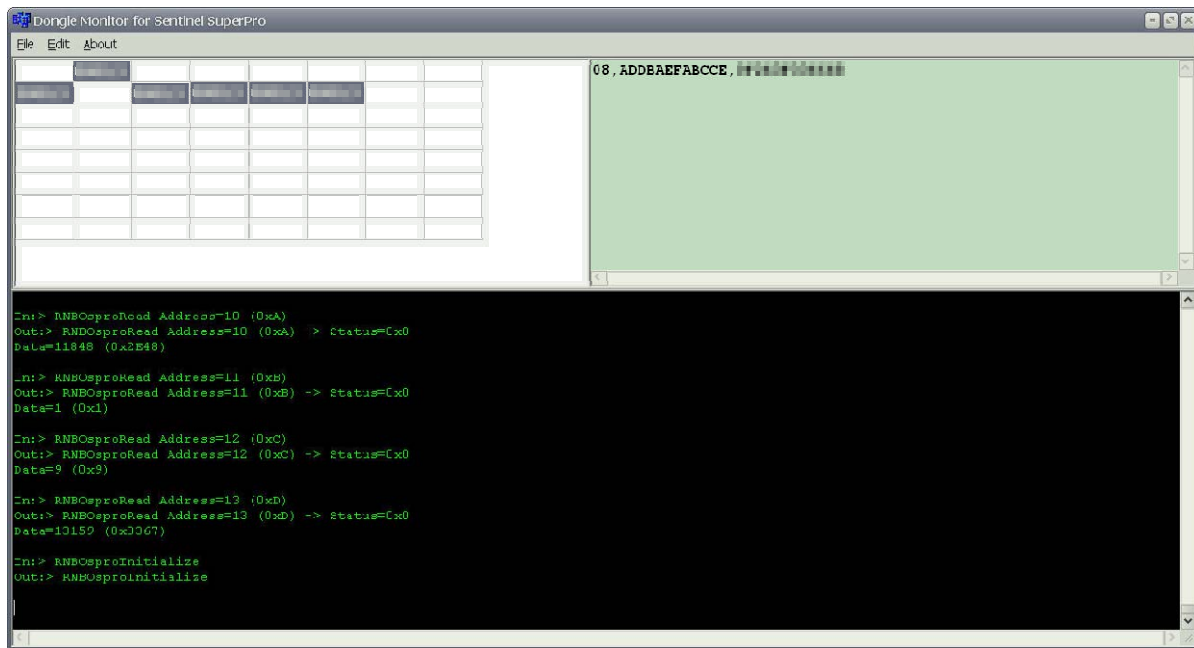 Dongle Monitor for Sentinel SuperPro
File Edit About
08,ADDBAEFABCCE,
In:> RNBOsproRead Address=10 (0xA)
Out:> RNBOsproRead Address=10 (0xA) -> Status=0x0
Data=11848 (0x2E48)
In:> RNBOsproRead Address=11 (0xB)
Out:> RNBOsproRead Address=11 (0xB) -> Status=0x0
Data=1 (0x1)
In:> RNBOsproRead Address=12 (0xC)
Out:> RNBOsproRead Address=12 (0xC) -> Status=0x0
Data=9 (0x9)
In:> RNBOsproRead Address=13 (0xD)
Out:> RNBOsproRead Address=13 (0xD) -> Status=0x0
Data=13159 (0x3367)
In:> RNBOsproInitialize
Out:> RNBOsproInitialize